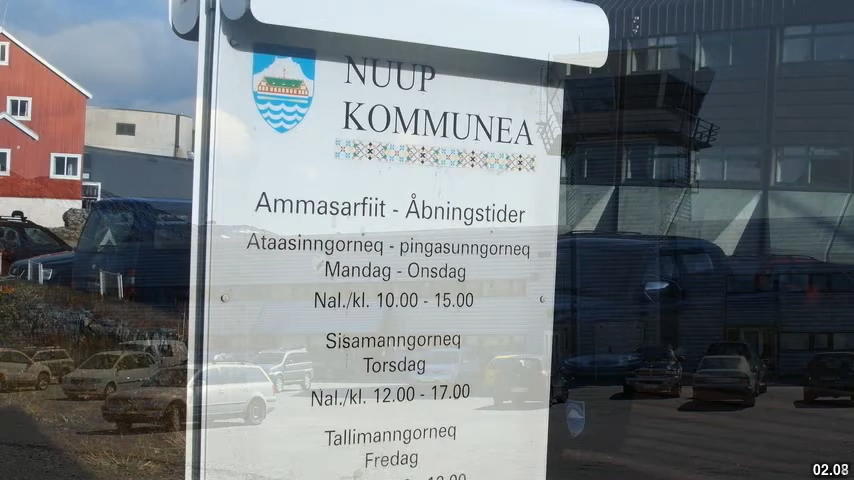 NUUP
KOMMUNEA
Ammasarfiit - Åbningstider
Ataasinngorneq - pingasunngorneq
Mandag - Onsdag
Nal./kl. 10.00 - 15.00
Sisamanngorneq
Torsdag
Nal./kl. 12.00 - 17.00
Tallimanngorneq
Fredag
02.08